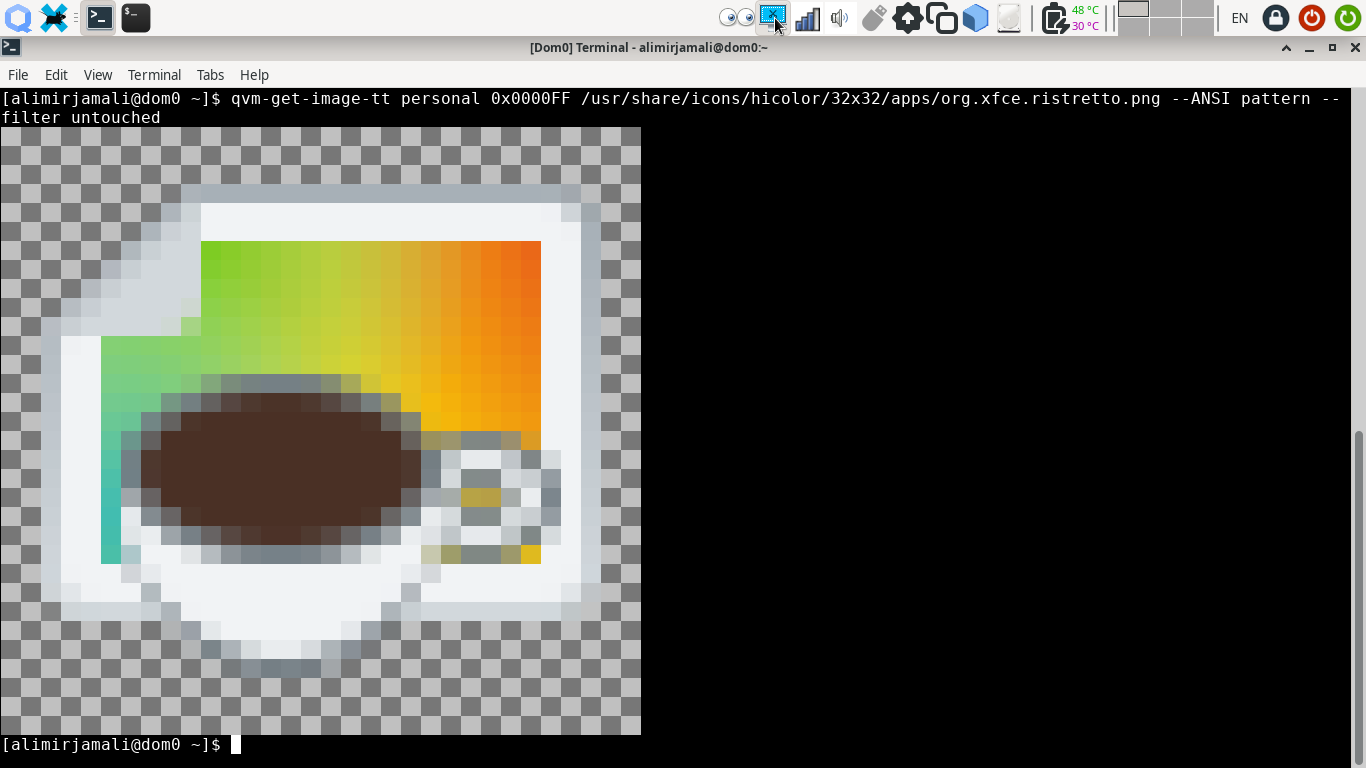 48 °C
30 °C
EN
[Dom0] Terminal - alimirjamali@dom0:~
File Edit View Terminal Tabs Help
[alimirjamali@dom0 ~]$ qvm-get-image-tt personal 0x0000FF /usr/share/icons/hicolor/32x32/apps/org.xfce.ristretto.png --ANSI pattern --
filter untouched
[alimirjamali@dom0 ~]$